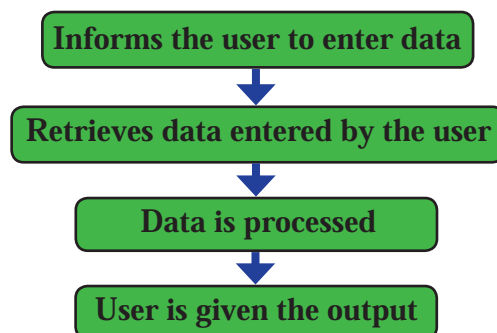 Informs the user to enter data
Retrieves data entered by the user
Data is processed
User is given the output